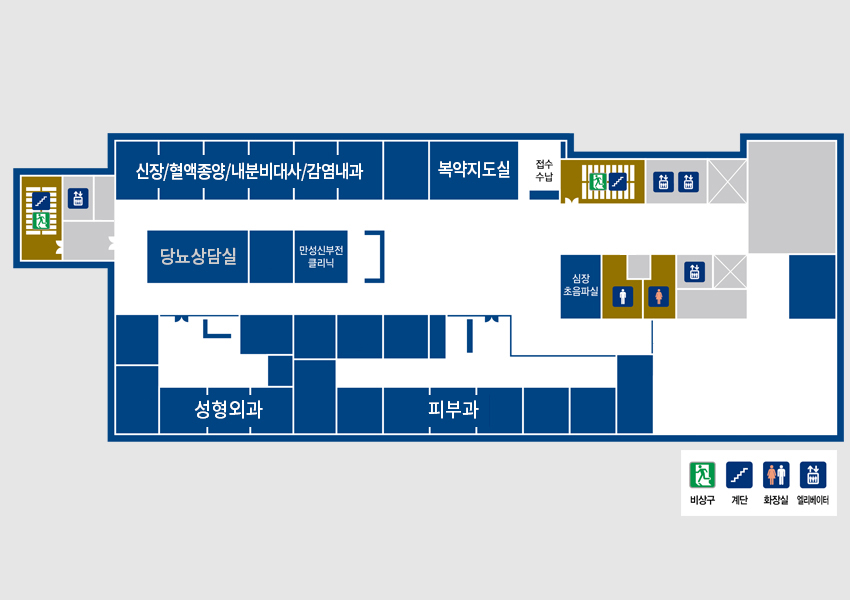 신장/혈액종양/내분비대사/감염내과
복약지도실
접수
수납
당뇨상담실
만성신부전
클리닉
심장
초음파실
성형외과
피부과
비상구
계단
화장실
엘리베이터